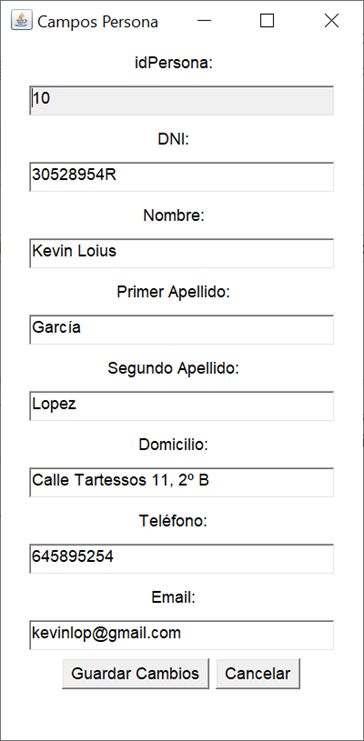 Campos Persona
idPersona:
10
DNI:
30528954R
Nombre:
Kevin Loius
Primer Apellido:
García
Segundo Apellido:
Lopez
Domicilio:
Calle Tartessos 11, 2º B
Teléfono:
645895254
Email:
kevinlop@gmail.com
Guardar Cambios Cancelar